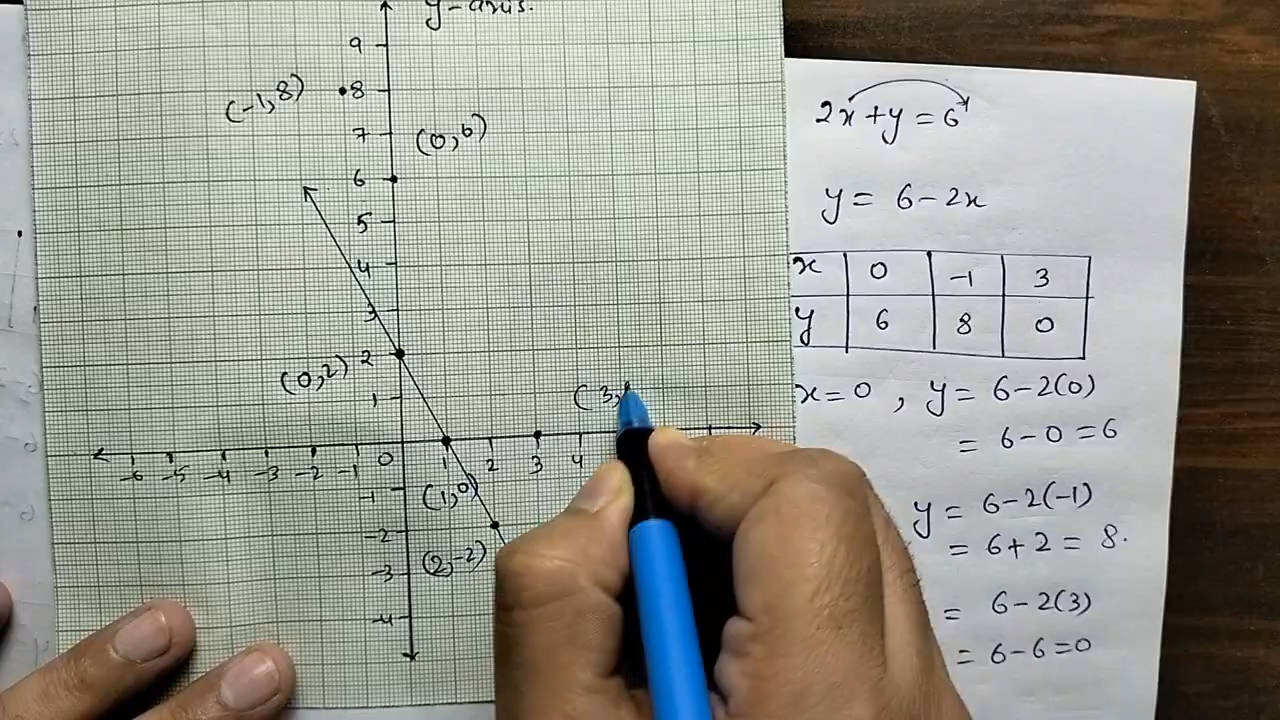 y-axis.
9
(-1,8) 8
7 (0,6)
6
5
4
3
(0,2) 2
1 (3,
-6 -5 -4 -3 -2 -1 0 1 2 3 4
-1 (1,0)
-2
-3 (2,-2)
-4
2x+y=6
y = 6-2x
x 0 -1 3
y 6 8 0
x=0 , y = 6-2(0)
= 6-0 = 6
y = 6-2(-1)
= 6+2 = 8.
= 6-2(3)
= 6-6=0